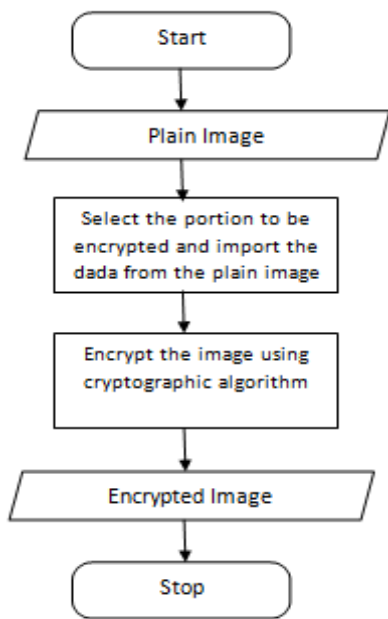 Start
Plain Image
Select the portion to be
encrypted and import the
dada from the plain image
Encrypt the image using
cryptographic algorithm
Encrypted Image
Stop